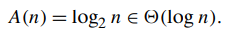 A(n) = log₂ n ∈ Θ(log n).